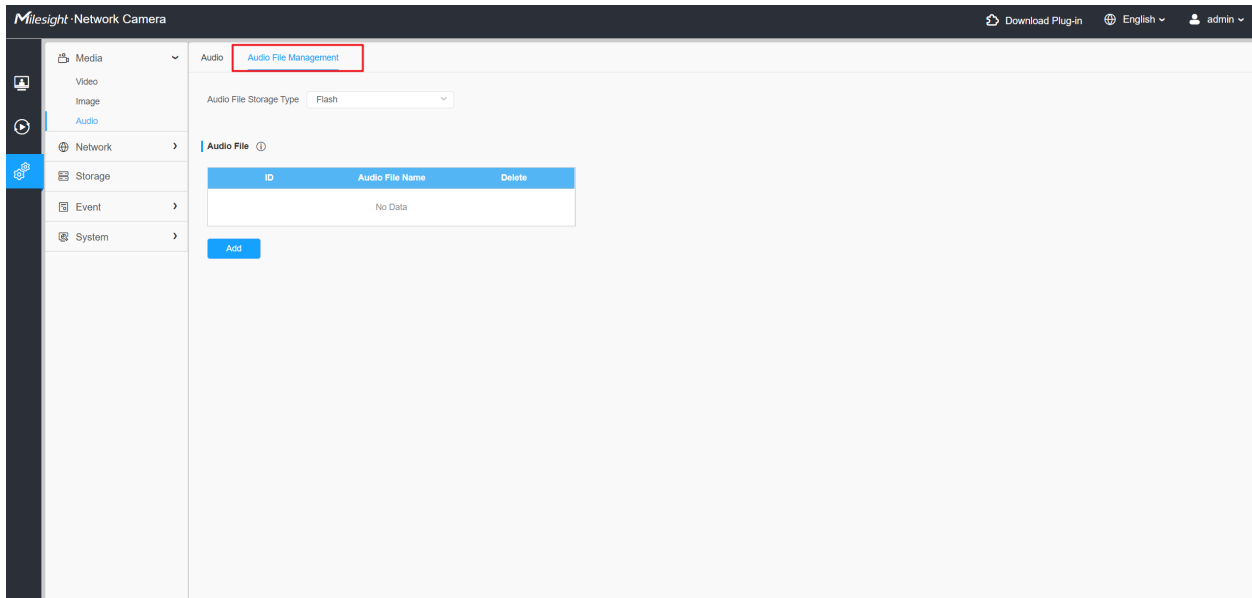 Milesight · Network Camera
Download Plug-in
English
admin
Media
Video
Image
Audio
Network
Storage
Event
System
Audio
Audio File Management
Audio File Storage Type
Flash
Audio File
ID
Audio File Name
Delete
No Data
Add